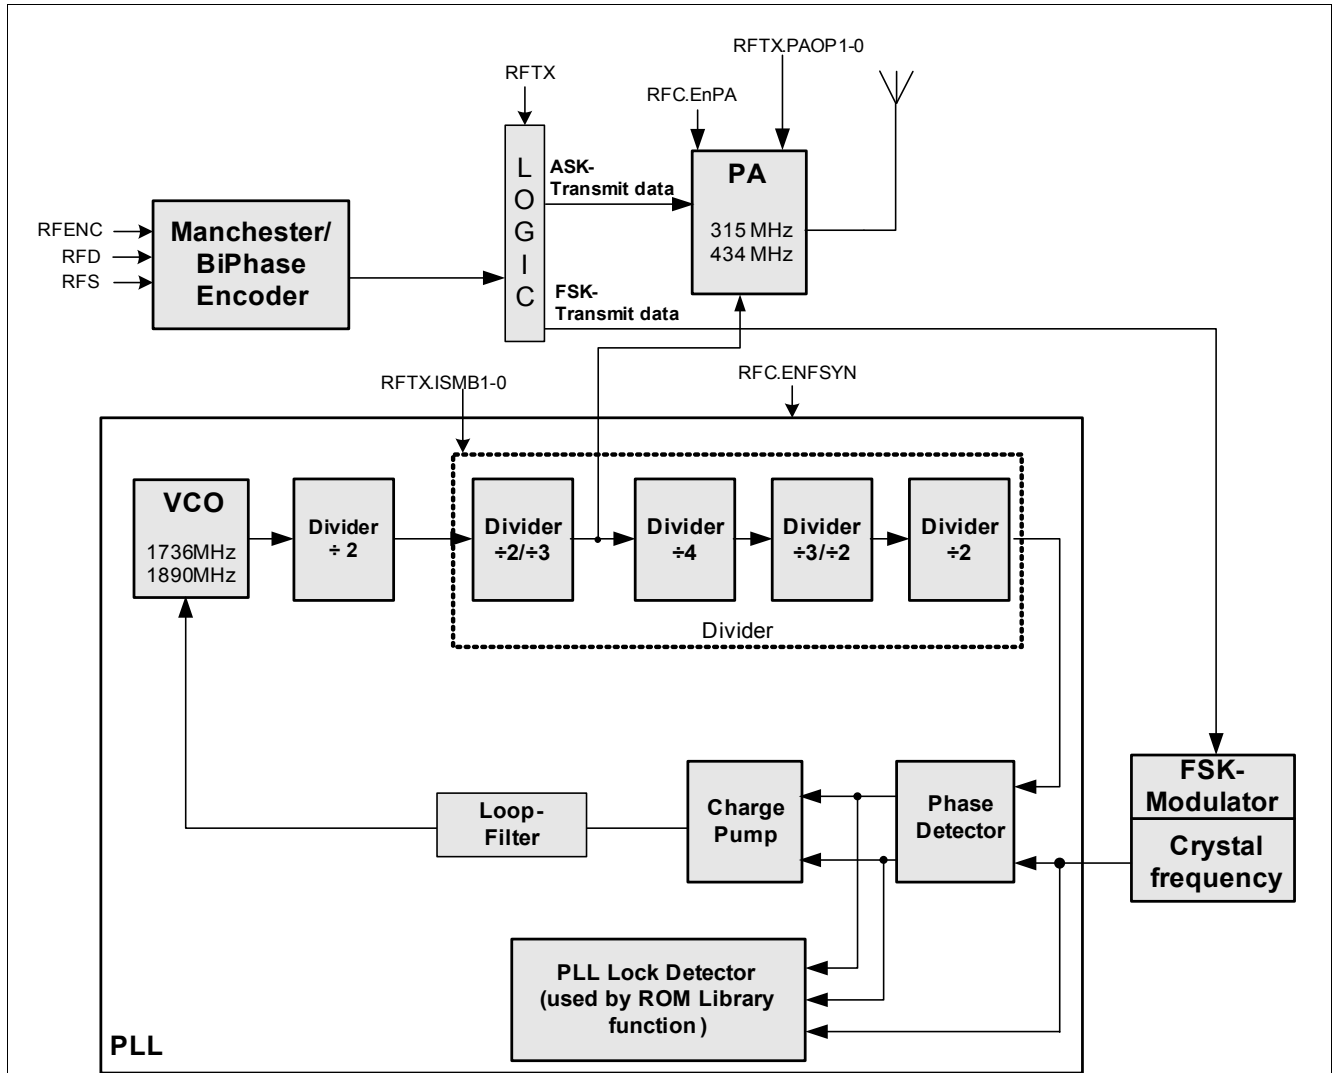 RFTX.PAOP1-0
RFTX
RFC.EnPA
LOGIC
ASK-
Transmit data
PA
315 MHz
434 MHz
RFENC
RFD
RFS
Manchester/
BiPhase
Encoder
FSK-
Transmit data
RFTX.ISMB1-0
RFC.ENFSYN
VCO
1736MHz
1890MHz
Divider
÷ 2
Divider
÷2/÷3
Divider
÷4
Divider
÷3/÷2
Divider
÷2
Divider
Loop-
Filter
Charge
Pump
Phase
Detector
FSK-
Modulator
Crystal
frequency
PLL Lock Detector
(used by ROM Library
function)
PLL